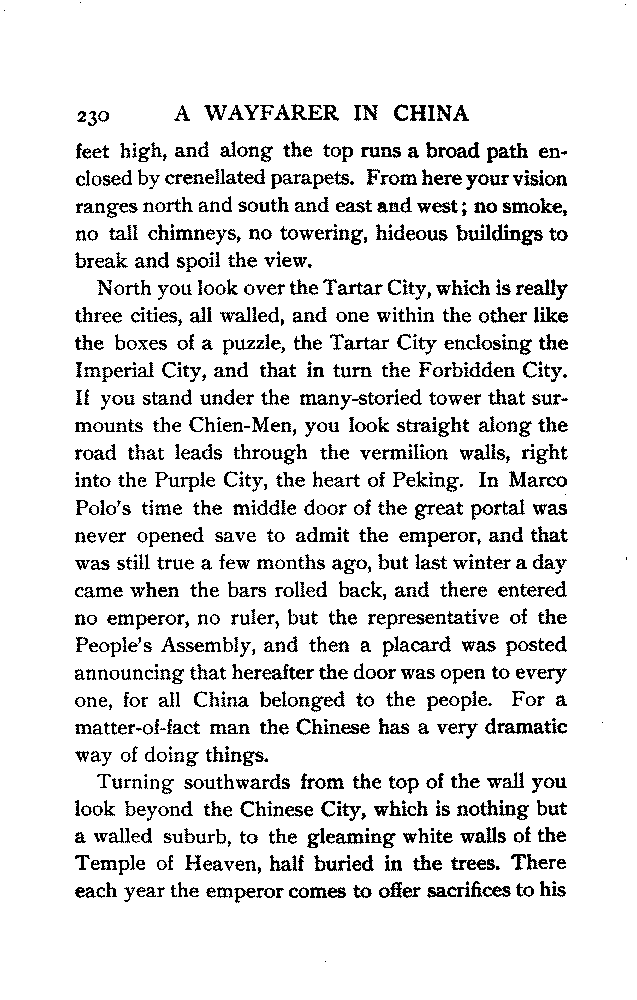 230 A WAYFARER IN CHINA
feet high, and along the top runs a broad path en-
closed by crenellated parapets. From here your vision
ranges north and south and east and west; no smoke,
no tall chimneys, no towering, hideous buildings to
break and spoil the view.
North you look over the Tartar City, which is really
three cities, all walled, and one within the other like
the boxes of a puzzle, the Tartar City enclosing the
Imperial City, and that in turn the Forbidden City.
If you stand under the many-storied tower that sur-
mounts the Chien-Men, you look straight along the
road that leads through the vermilion walls, right
into the Purple City, the heart of Peking. In Marco
Polo's time the middle door of the great portal was
never opened save to admit the emperor, and that
was still true a few months ago, but last winter a day
came when the bars rolled back, and there entered
no emperor, no ruler, but the representative of the
People's Assembly, and then a placard was posted
announcing that hereafter the door was open to every
one, for all China belonged to the people. For a
matter-of-fact man the Chinese has a very dramatic
way of doing things.
Turning southwards from the top of the wall you
look beyond the Chinese City, which is nothing but
a walled suburb, to the gleaming white walls of the
Temple of Heaven, half buried in the trees. There
each year the emperor comes to offer sacrifices to his